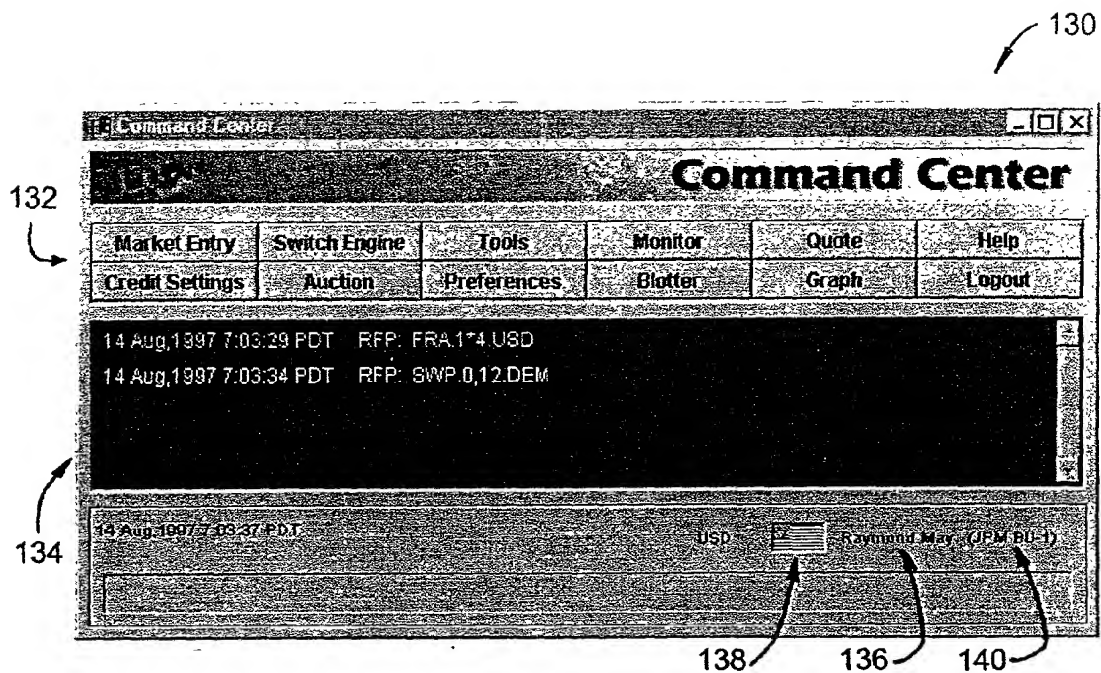 130
Command Center
Command Center
132
Market Entry Switch Engine Tools Monitor Quote Help
Credit Settings Auction Preferences Blotter Graph Logout
14 Aug,1997 7:03:29 PDT RFP: FRA.1*4.USD
14 Aug,1997 7:03:34 PDT RFP: SWP.0,12.DEM
134
14 Aug,1997 7:03:37 PDT USD Raymond May (JPM BU-1)
138 136 140